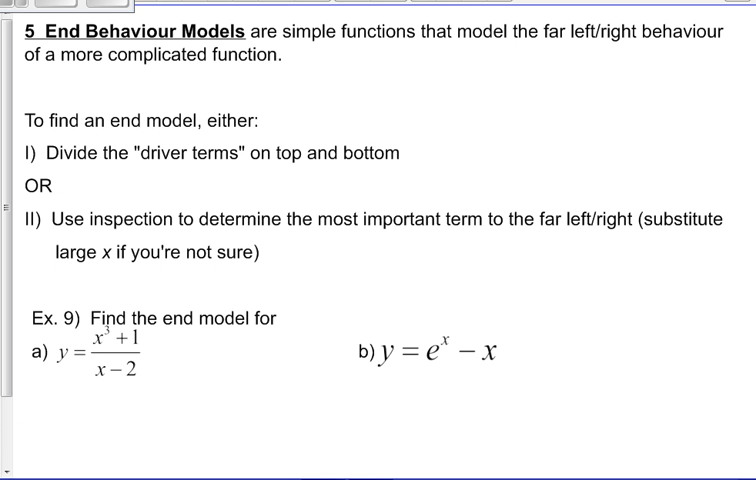 5 End Behaviour Models are simple functions that model the far left/right behaviour
of a more complicated function.
To find an end model, either:
I) Divide the "driver terms" on top and bottom
OR
II) Use inspection to determine the most important term to the far left/right (substitute
large x if you're not sure)
Ex. 9) Find the end model for
a) y = (x³ + 1)/(x − 2) b) y = eˣ − x